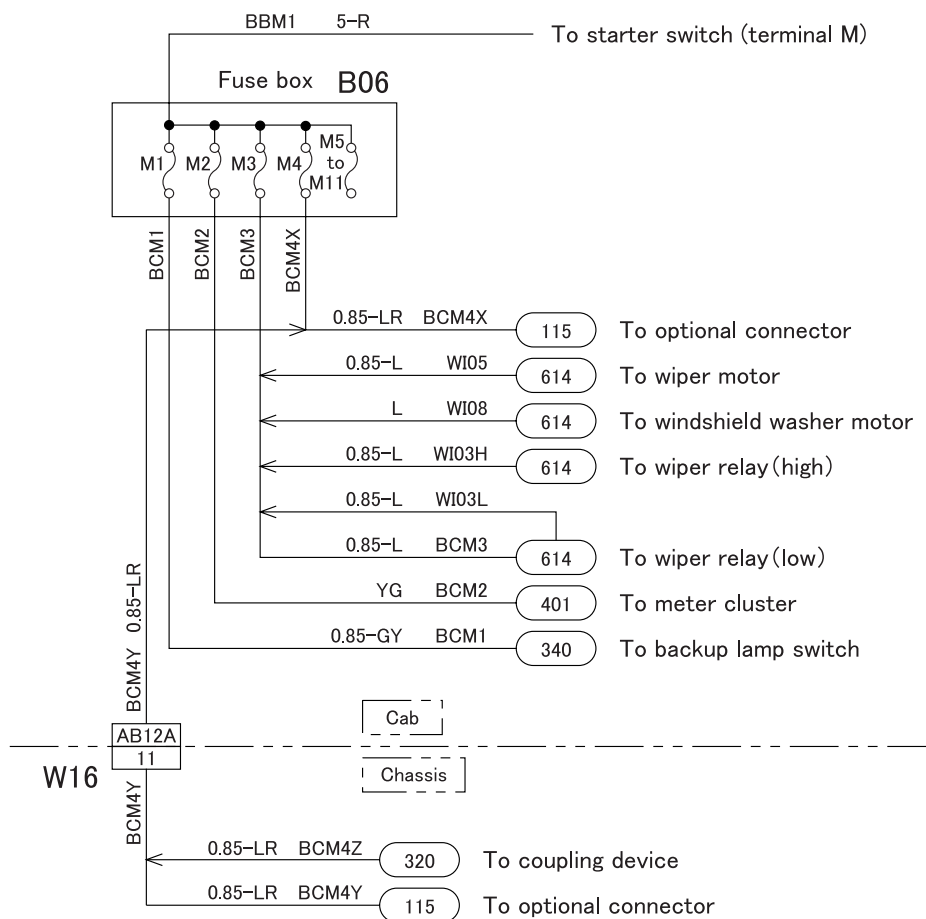 BBM1 5-R To starter switch (terminal M)
Fuse box B06
M1 M2 M3 M4 M5 to M11
BCM1
BCM2
BCM3
BCM4X
0.85-LR BCM4X 115 To optional connector
0.85-L WI05 614 To wiper motor
L WI08 614 To windshield washer motor
0.85-L WI03H 614 To wiper relay (high)
0.85-L WI03L
0.85-L BCM3 614 To wiper relay (low)
YG BCM2 401 To meter cluster
0.85-GY BCM1 340 To backup lamp switch
BCM4Y 0.85-LR
Cab
AB12A
11
W16
Chassis
BCM4Y
0.85-LR BCM4Z 320 To coupling device
0.85-LR BCM4Y 115 To optional connector